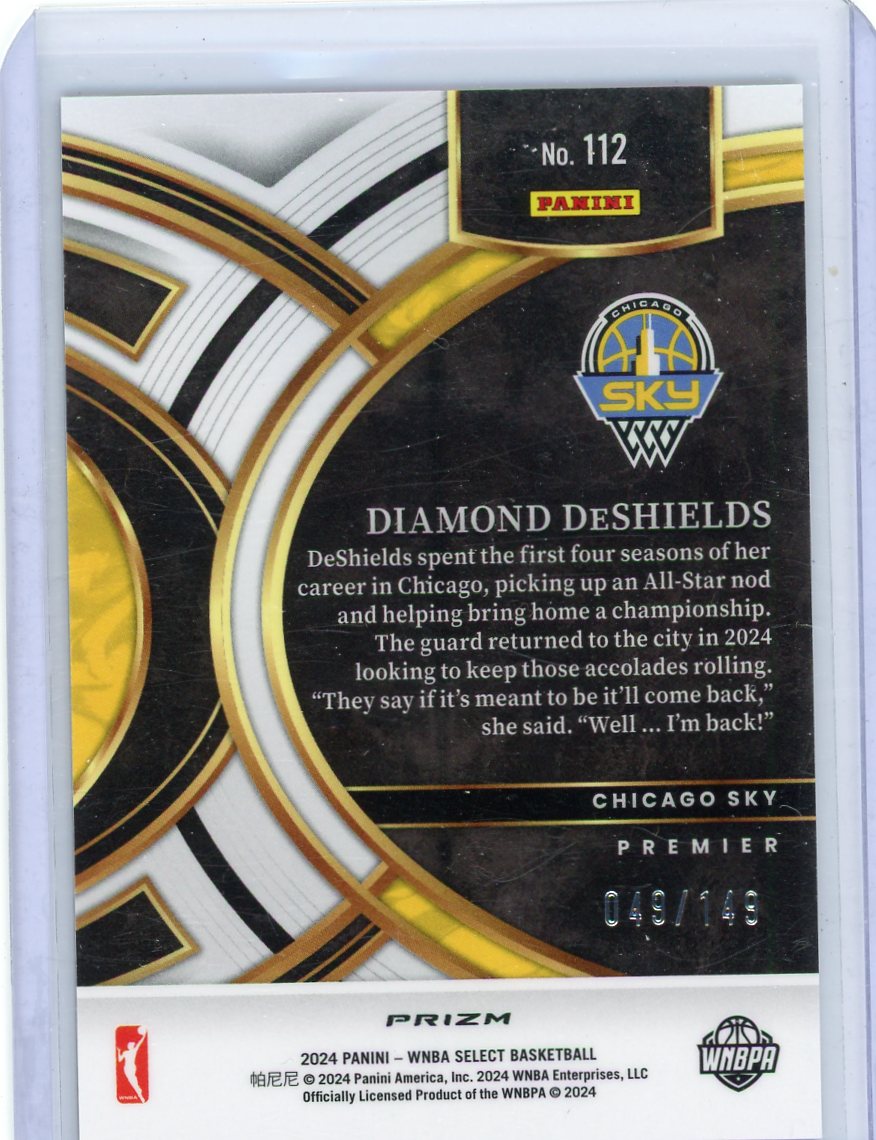 No. 112
PANINI
CHICAGO
SKY
DIAMOND DeSHIELDS
DeShields spent the first four seasons of her
career in Chicago, picking up an All-Star nod
and helping bring home a championship.
The guard returned to the city in 2024
looking to keep those accolades rolling.
“They say if it’s meant to be it’ll come back,”
she said. “Well ... I’m back!”
CHICAGO SKY
PREMIER
049/149
PRIZM
2024 PANINI – WNBA SELECT BASKETBALL
帕尼尼 © 2024 Panini America, Inc. 2024 WNBA Enterprises, LLC
Officially Licensed Product of the WNBPA © 2024
WNBA
WNBPA